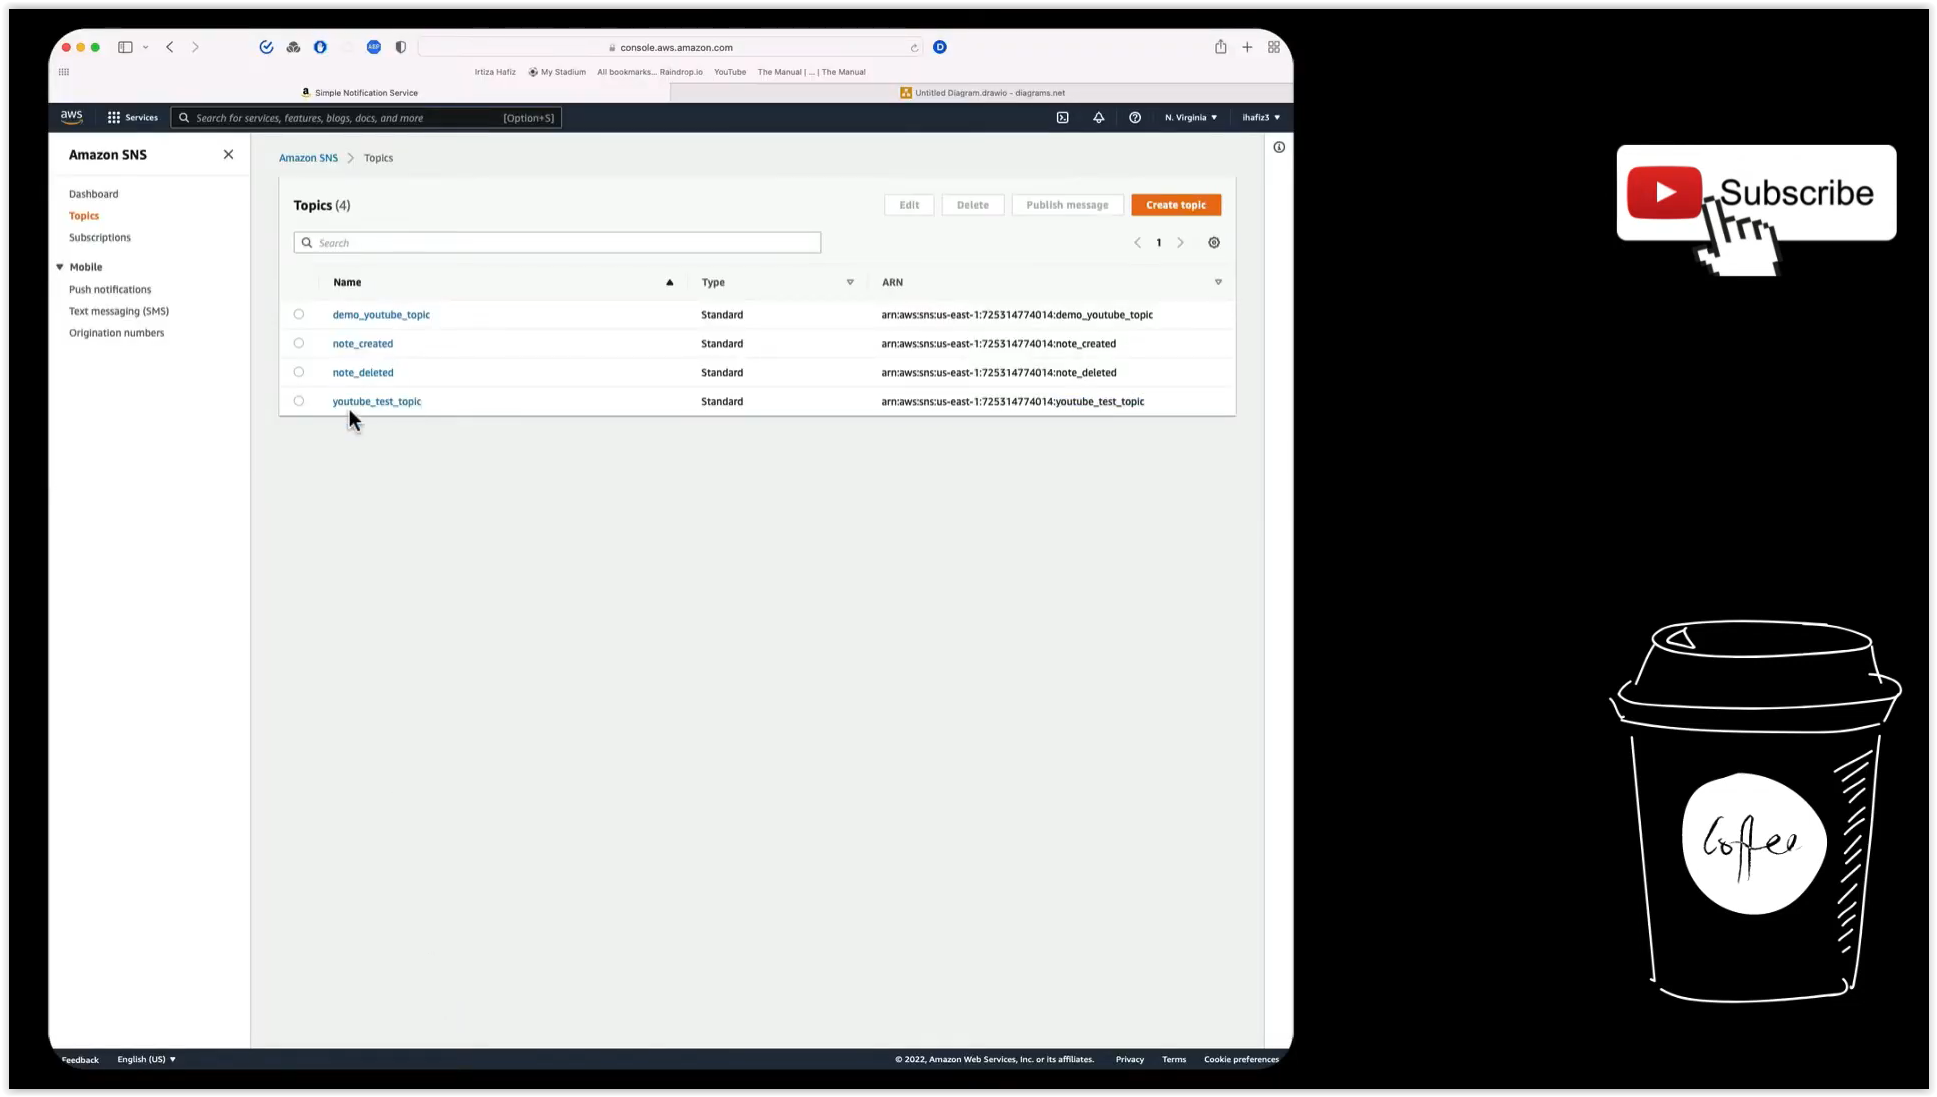 console.aws.amazon.com
ABP
D
Irtiza Hafiz My Stadium All bookmarks... Raindrop.io YouTube The Manual | ... | The Manual
a Simple Notification Service Untitled Diagram.drawio - diagrams.net
aws Services Search for services, features, blogs, docs, and more [Option+S] N. Virginia ▼ ihafiz3 ▼
Amazon SNS
Dashboard
Topics
Subscriptions
Mobile
Push notifications
Text messaging (SMS)
Origination numbers
Amazon SNS > Topics
Topics (4) Edit Delete Publish message Create topic
Search < 1 >
Name Type ARN
demo_youtube_topic Standard arn:aws:sns:us-east-1:725314774014:demo_youtube_topic
note_created Standard arn:aws:sns:us-east-1:725314774014:note_created
note_deleted Standard arn:aws:sns:us-east-1:725314774014:note_deleted
youtube_test_topic Standard arn:aws:sns:us-east-1:725314774014:youtube_test_topic
Feedback English (US) ▼ © 2022, Amazon Web Services, Inc. or its affiliates. Privacy Terms Cookie preferences
Subscribe
Coffee